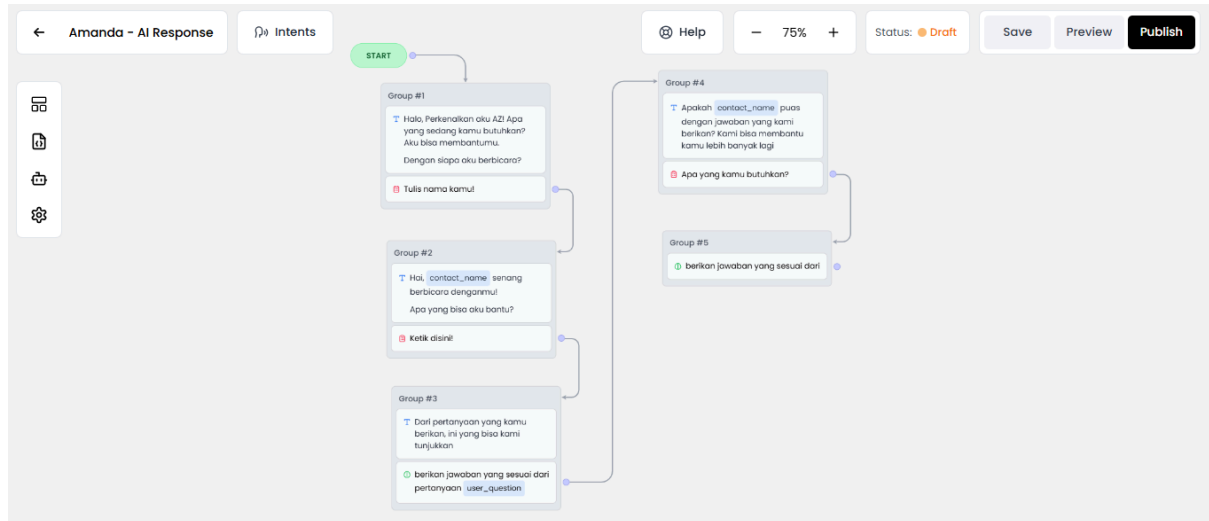 Amanda - AI Response
Intents
Help
75%
Status: Draft
Save
Preview
Publish
START
Group #1
Halo, Perkenalkan aku AZ! Apa
yang sedang kamu butuhkan?
Aku bisa membantumu.
Dengan siapa aku berbicara?
Tulis nama kamu!
Group #2
Hai, contact_name senang
berbicara denganmu!
Apa yang bisa aku bantu?
Ketik disini!
Group #3
Dari pertanyaan yang kamu
berikan, ini yang bisa kami
tunjukkan
berikan jawaban yang sesuai dari
pertanyaan user_question
Group #4
Apakah contact_name puas
dengan jawaban yang kami
berikan? Kami bisa membantu
kamu lebih banyak lagi
Apa yang kamu butuhkan?
Group #5
berikan jawaban yang sesuai dari